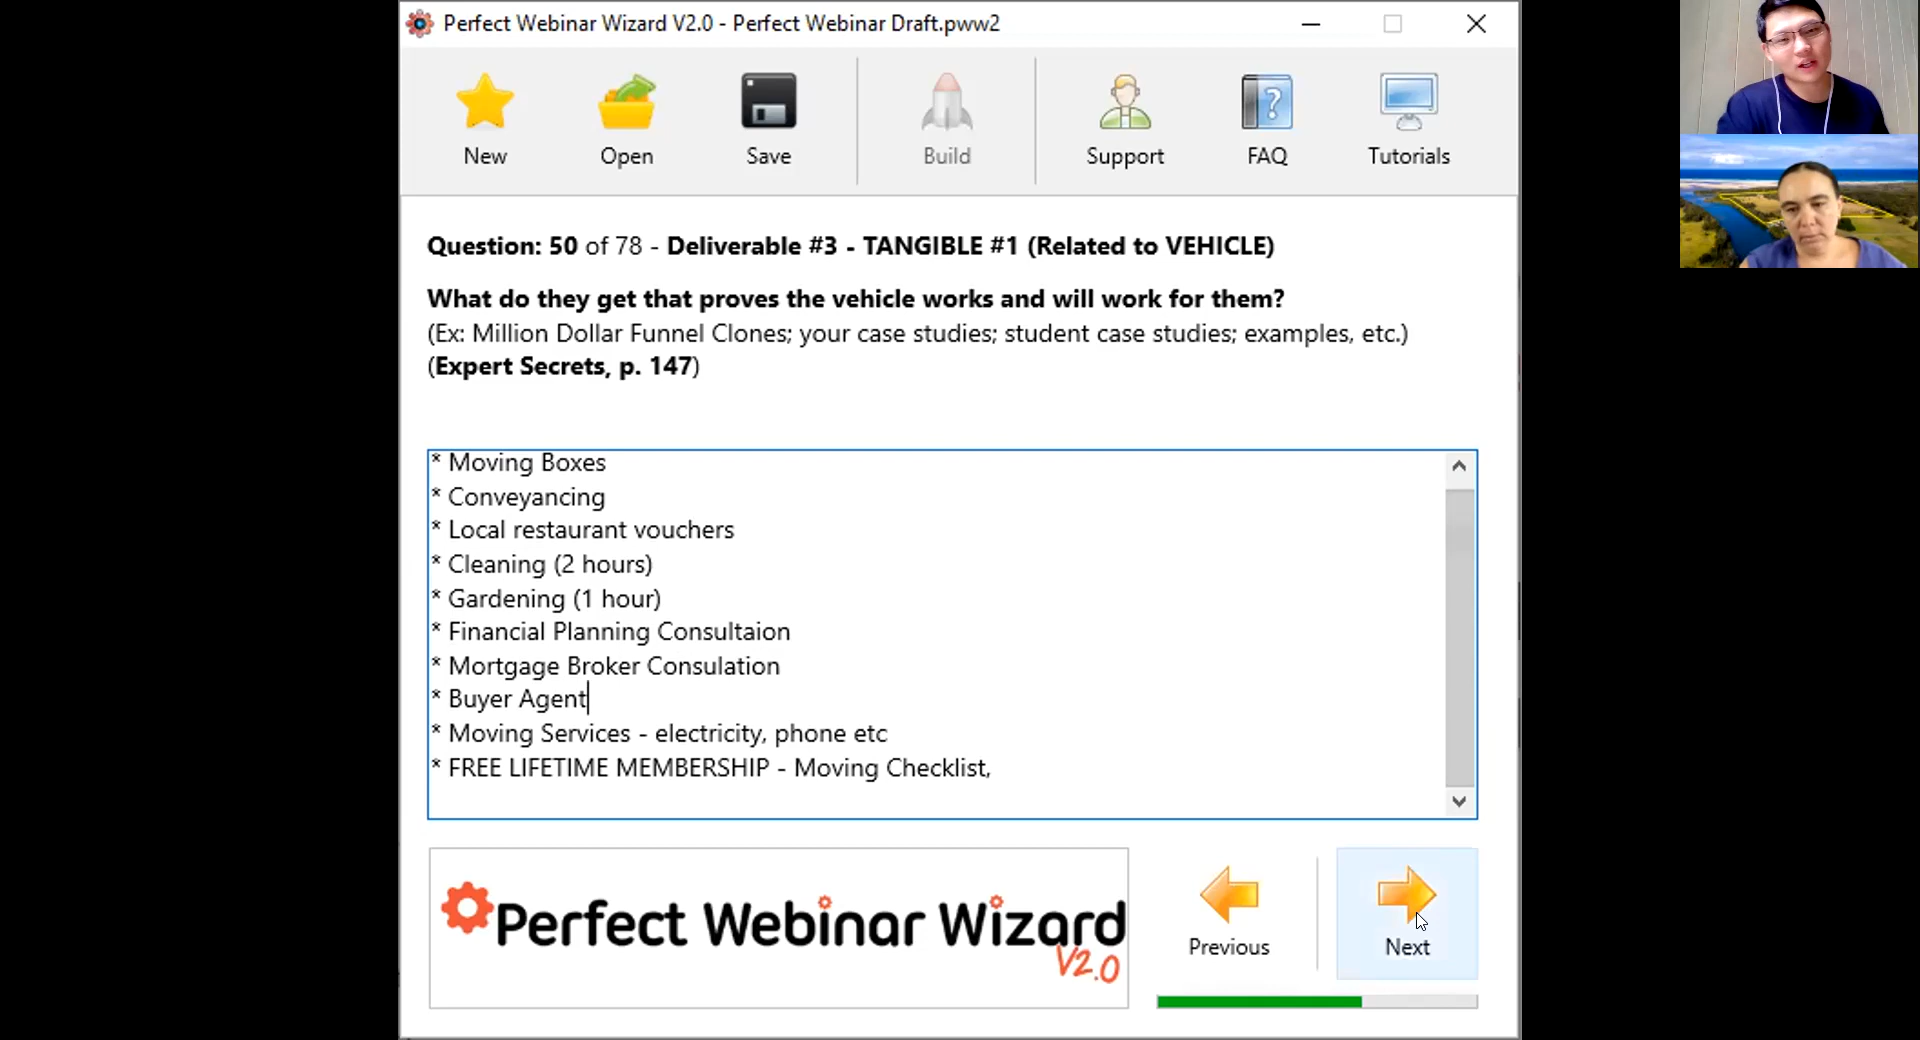 Perfect Webinar Wizard V2.0 - Perfect Webinar Draft.pww2
New Open Save Build Support FAQ Tutorials
Question: 50 of 78 - Deliverable #3 - TANGIBLE #1 (Related to VEHICLE)
What do they get that proves the vehicle works and will work for them?
(Ex: Million Dollar Funnel Clones; your case studies; student case studies; examples, etc.)
(Expert Secrets, p. 147)
* Moving Boxes
* Conveyancing
* Local restaurant vouchers
* Cleaning (2 hours)
* Gardening (1 hour)
* Financial Planning Consultaion
* Mortgage Broker Consulation
* Buyer Agent
* Moving Services - electricity, phone etc
* FREE LIFETIME MEMBERSHIP - Moving Checklist,
Perfect Webinar Wizard
V2.0
Previous Next